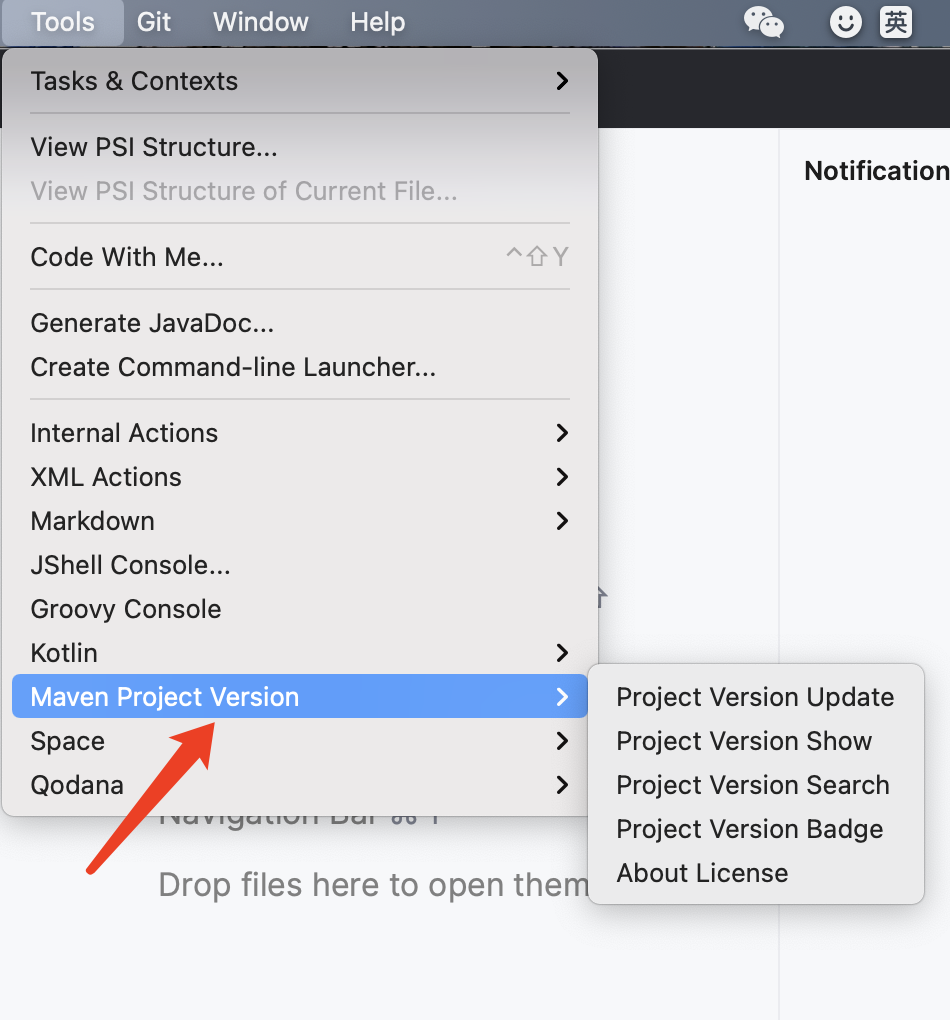 Tools Git Window Help 英
Tasks & Contexts
Notification
View PSI Structure...
View PSI Structure of Current File...
Code With Me... ^⇧Y
Generate JavaDoc...
Create Command-line Launcher...
Internal Actions
XML Actions
Markdown
JShell Console...
Groovy Console
Kotlin
Maven Project Version
Project Version Update
Space
Project Version Show
Qodana
Project Version Search
Navigation Bar ⌘
Project Version Badge
About License
Drop files here to open them